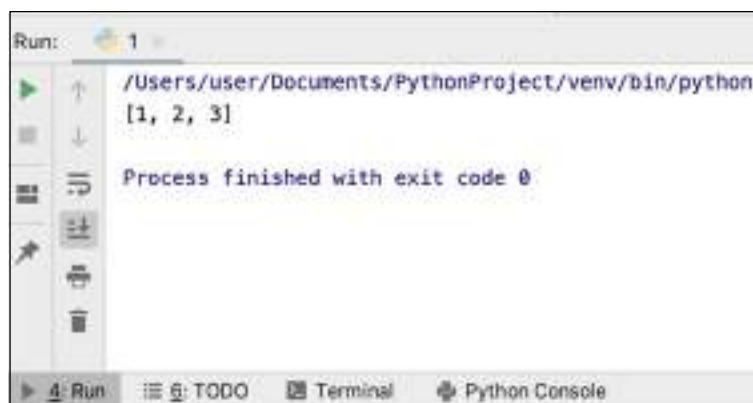 Run: 1
/Users/user/Documents/PythonProject/venv/bin/python
[1, 2, 3]
Process finished with exit code 0
4: Run 6: TODO Terminal Python Console